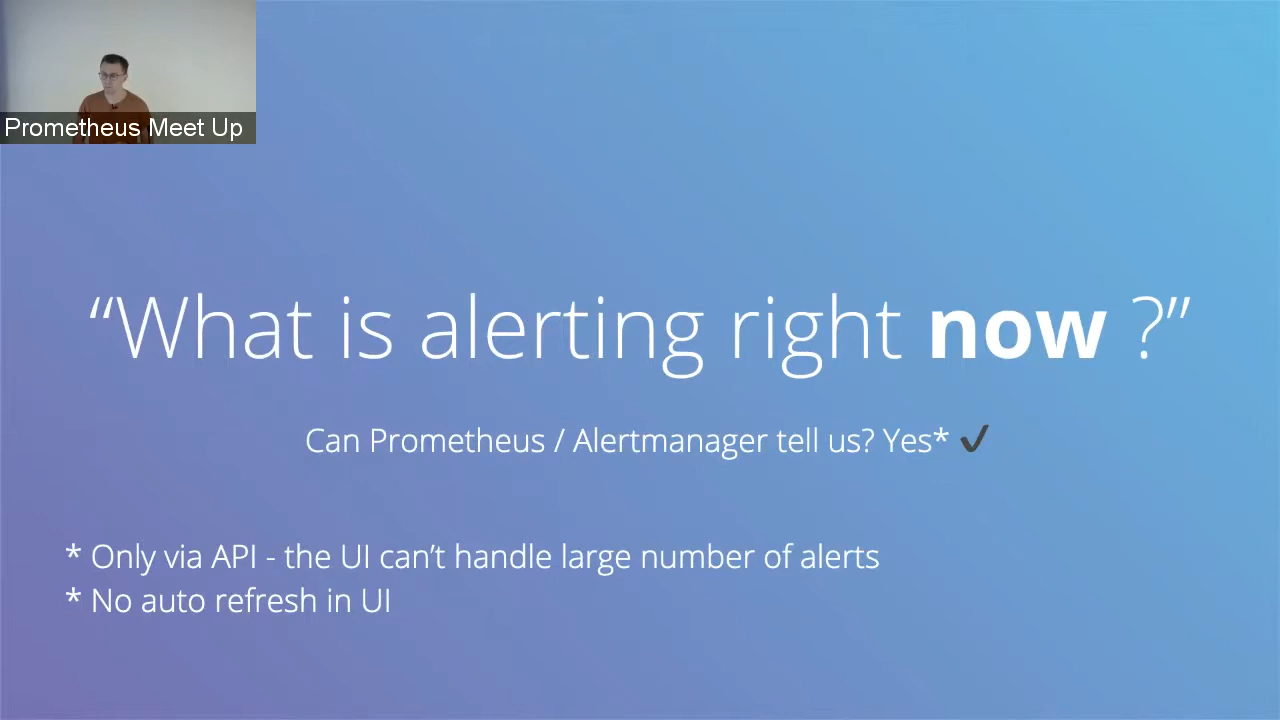 Prometheus Meet Up
“What is alerting right now ?”
Can Prometheus / Alertmanager tell us? Yes* ✔
* Only via API - the UI can’t handle large number of alerts
* No auto refresh in UI